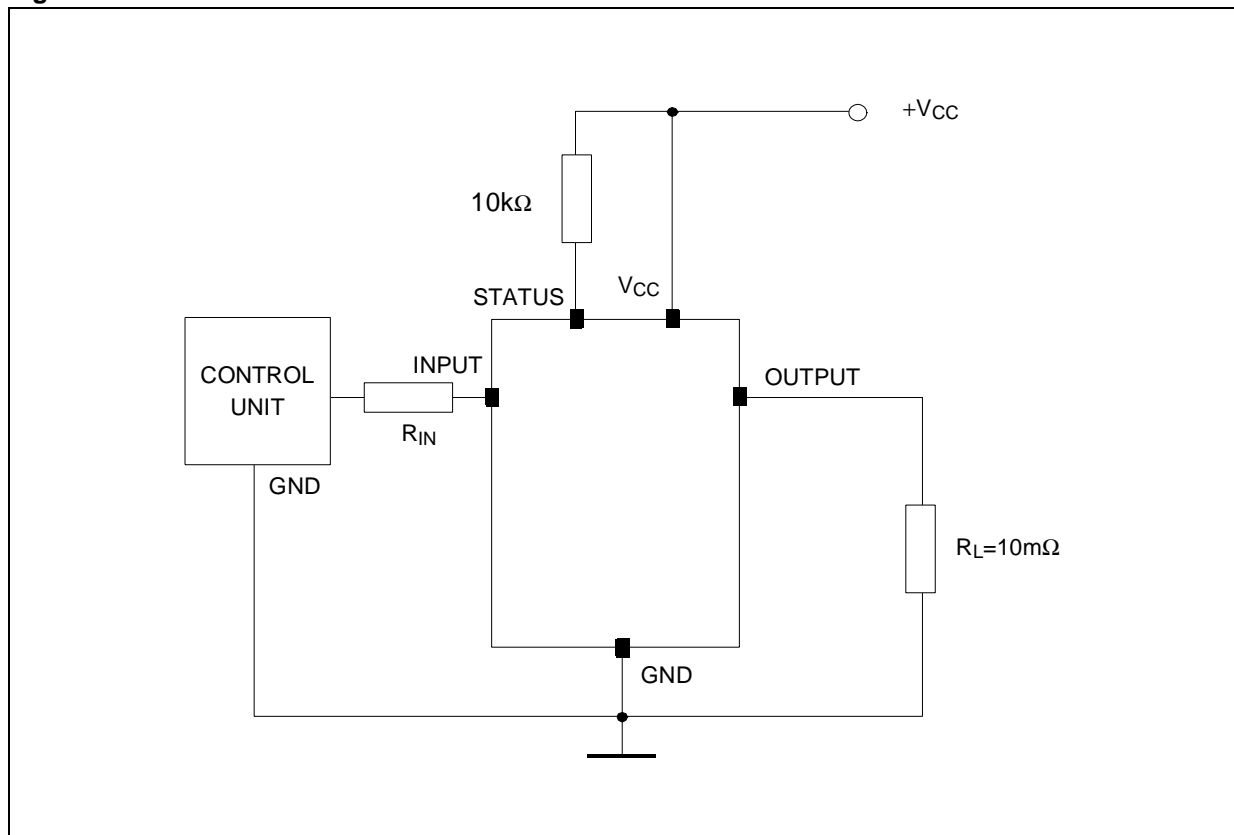 +VCC
10kΩ
STATUS
VCC
INPUT
OUTPUT
CONTROL
UNIT
RIN
GND
RL=10mΩ
GND